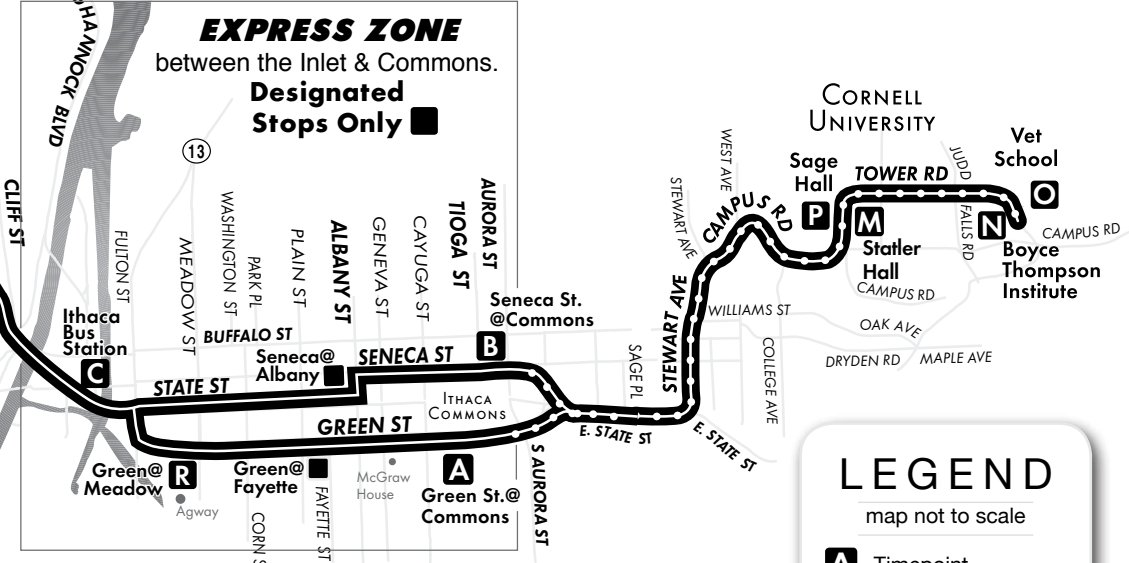 EXPRESS ZONE
between the Inlet & Commons.
Designated
Stops Only
HANNOCK BLVD
13
CLIFF ST
FULTON ST
MEADOW ST
WASHINGTON ST
PARK PL
PLAIN ST
ALBANY ST
GENEVA ST
CAYUGA ST
TIOGA ST
AURORA ST
BUFFALO ST
Ithaca
Bus
Station
C
STATE ST
Seneca@
Albany
SENECA ST
B
Seneca St.
@Commons
ITHACA
COMMONS
GREEN ST
Green@
Meadow
R
Agway
Green@
Fayette
McGraw
House
A
Green St.@
Commons
CORN S
FAYETTE ST
S AURORA ST
E. STATE ST
SAGE PL
E. STATE ST
STEWART AVE
STEWART AVE
WEST AVE
CAMPUS RD
WILLIAMS ST
COLLEGE AVE
CORNELL
UNIVERSITY
Sage
Hall
P
TOWER RD
M
Statler
Hall
CAMPUS RD
JUDD
FALLS RD
Vet
School
O
N
CAMPUS RD
Boyce
Thompson
Institute
OAK AVE
DRYDEN RD
MAPLE AVE
LEGEND
map not to scale
A Timepoint